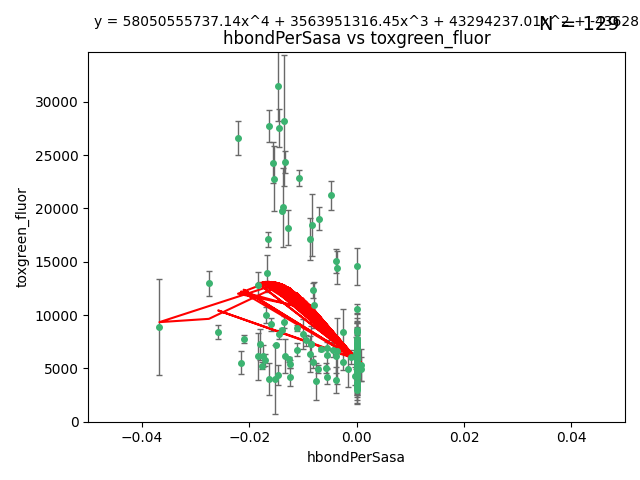 y = 58050555737.14x^4 + 3563951316.45x^3 + 43294237.01x^2 +
N = 129
hbondPerSasa vs toxgreen_fluor
30000
25000
20000
15000
10000
5000
0
toxgreen_fluor
−0.04
−0.02
0.00
0.02
0.04
hbondPerSasa